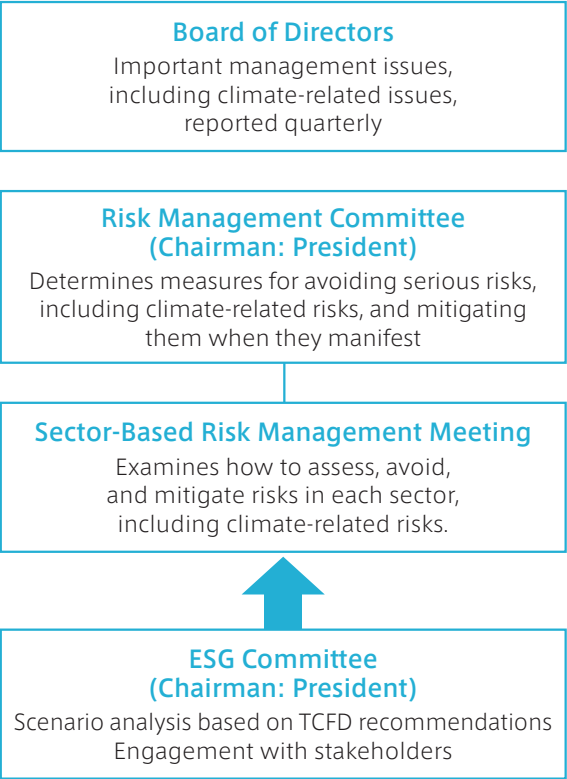 Board of Directors
Important management issues,
including climate-related issues,
reported quarterly
Risk Management Committee
(Chairman: President)
Determines measures for avoiding serious risks,
including climate-related risks, and mitigating
them when they manifest
Sector-Based Risk Management Meeting
Examines how to assess, avoid,
and mitigate risks in each sector,
including climate-related risks.
ESG Committee
(Chairman: President)
Scenario analysis based on TCFD recommendations
Engagement with stakeholders